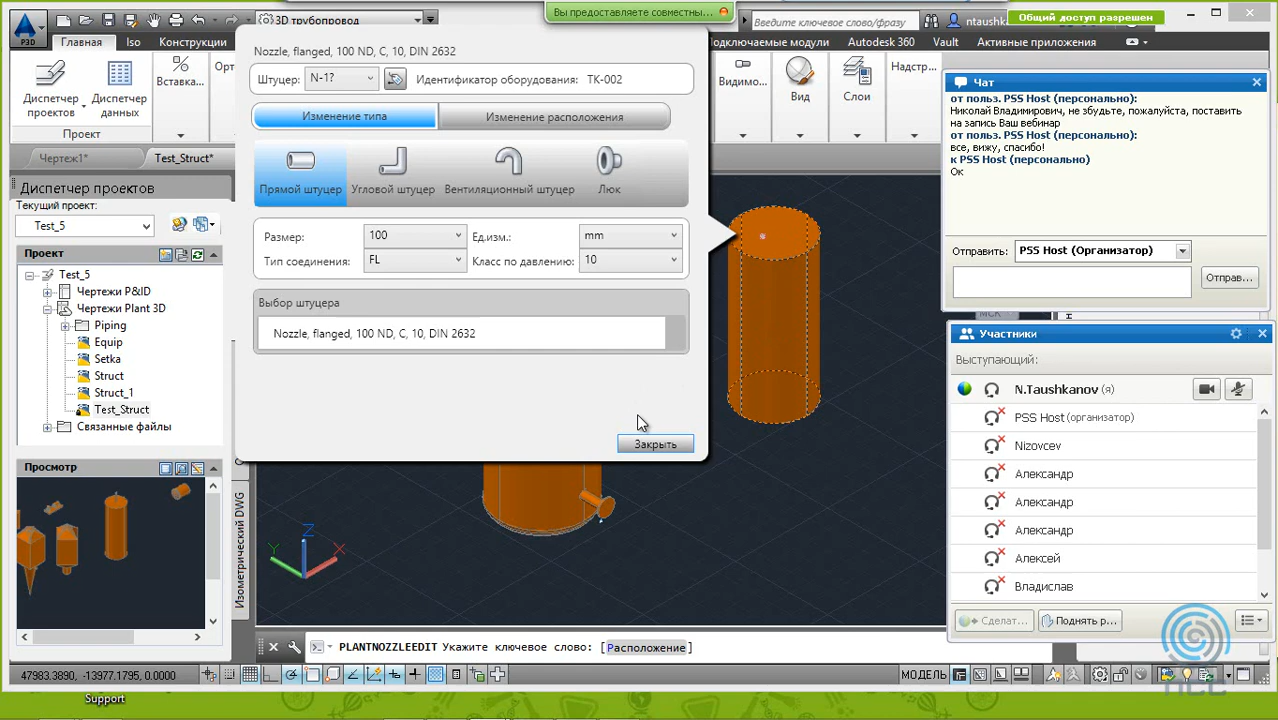 3D трубопровод
Вы предоставляете совместны...
Введите ключевое слово/фразу
ntaushk
Общий доступ разрешен
P3D
Главная
Iso
Конструкции
Подключаемые модули
Autodesk 360
Vault
Активные приложения
Диспетчер проектов
Диспетчер данных
Вставка...
Проект
Видимо...
Вид
Слои
Надстр...
Чертеж1*
Test_Struct*
Nozzle, flanged, 100 ND, C, 10, DIN 2632
Штуцер:
N-1?
Идентификатор оборудования:
TK-002
Изменение типа
Изменение расположения
Прямой штуцер
Угловой штуцер
Вентиляционный штуцер
Люк
Размер:
100
Ед.изм.:
mm
Тип соединения:
FL
Класс по давлению:
10
Выбор штуцера
Nozzle, flanged, 100 ND, C, 10, DIN 2632
Закрыть
Диспетчер проектов
Текущий проект:
Test_5
Проект
Test_5
Чертежи P&ID
Чертежи Plant 3D
Piping
Equip
Setka
Struct
Struct_1
Test_Struct
Связанные файлы
Просмотр
Изометрический DWG
Z
Y
X
Чат
от польз. PSS Host (персонально):
Николай Владимирович, не збудьте, пожалуйста, поставить
на запись Ваш вебинар
от польз. PSS Host (персонально):
все, вижу, спасибо!
к PSS Host (персонально)
Ок
Отправить:
PSS Host (Организатор)
Отправ...
МСК
Участники
Выступающий:
N.Taushkanov (я)
PSS Host (организатор)
Nizovcev
Александр
Александр
Александр
Алексей
Владислав
Сделат...
Поднять р...
PLANTNOZZLEEDIT Укажите ключевое слово: [Расположение]
47983.3890, -13977.1795, 0.0000
МОДЕЛЬ
Support